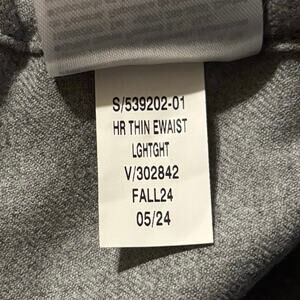 S/539202-01
HR THIN EWAIST
LGHTGHT
V/302842
FALL24
05/24